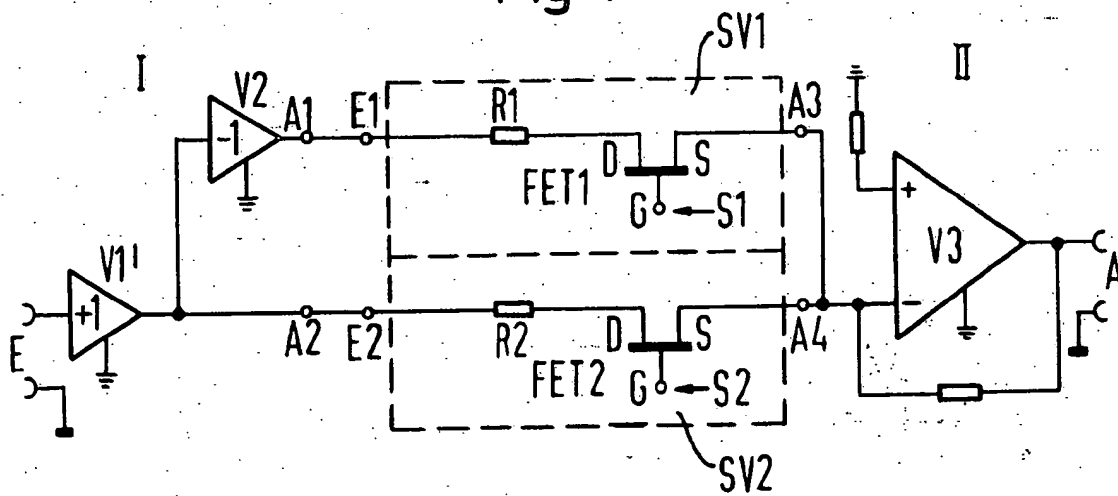 Fig
SV1
I
II
V2
A1
E1
R1
A3
-1
D
S
FET1
G
S1
+
V3
V1'
+1
E
A
A2
E2
R2
D
S
A4
-
FET2
G
S2
SV2